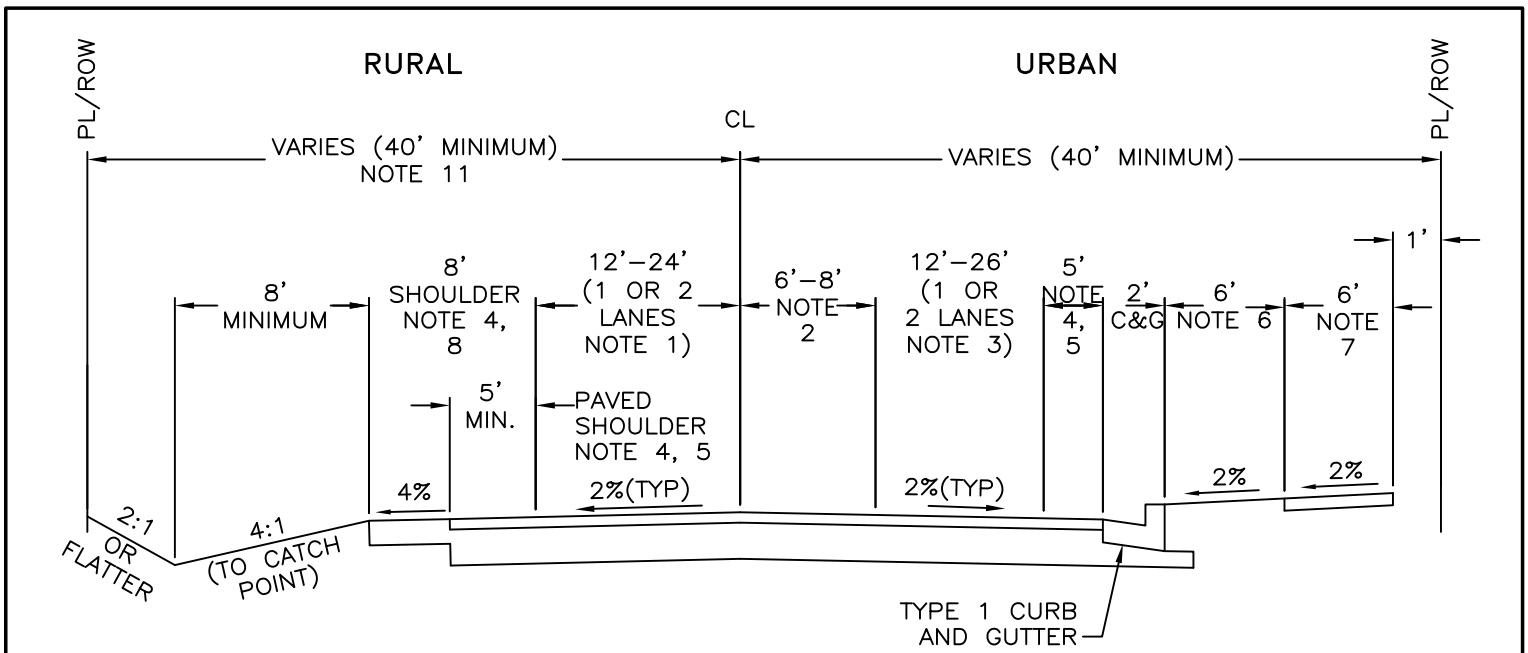 RURAL
URBAN
PL/ROW
CL
PL/ROW
VARIES (40' MINIMUM)
NOTE 11
VARIES (40' MINIMUM)
1'
8'
MINIMUM
8'
SHOULDER
NOTE 4,
8
12'-24'
(1 OR 2
LANES
NOTE 1)
6'-8'
NOTE
2
12'-26'
(1 OR
2 LANES
NOTE 3)
5'
NOTE
4,
5
2'
C&G
6'
NOTE 6
6'
NOTE
7
5'
MIN.
PAVED
SHOULDER
NOTE 4, 5
4%
2%(TYP)
2%(TYP)
2%
2%
2:1
OR
FLATTER
4:1
(TO CATCH
POINT)
TYPE 1 CURB
AND GUTTER